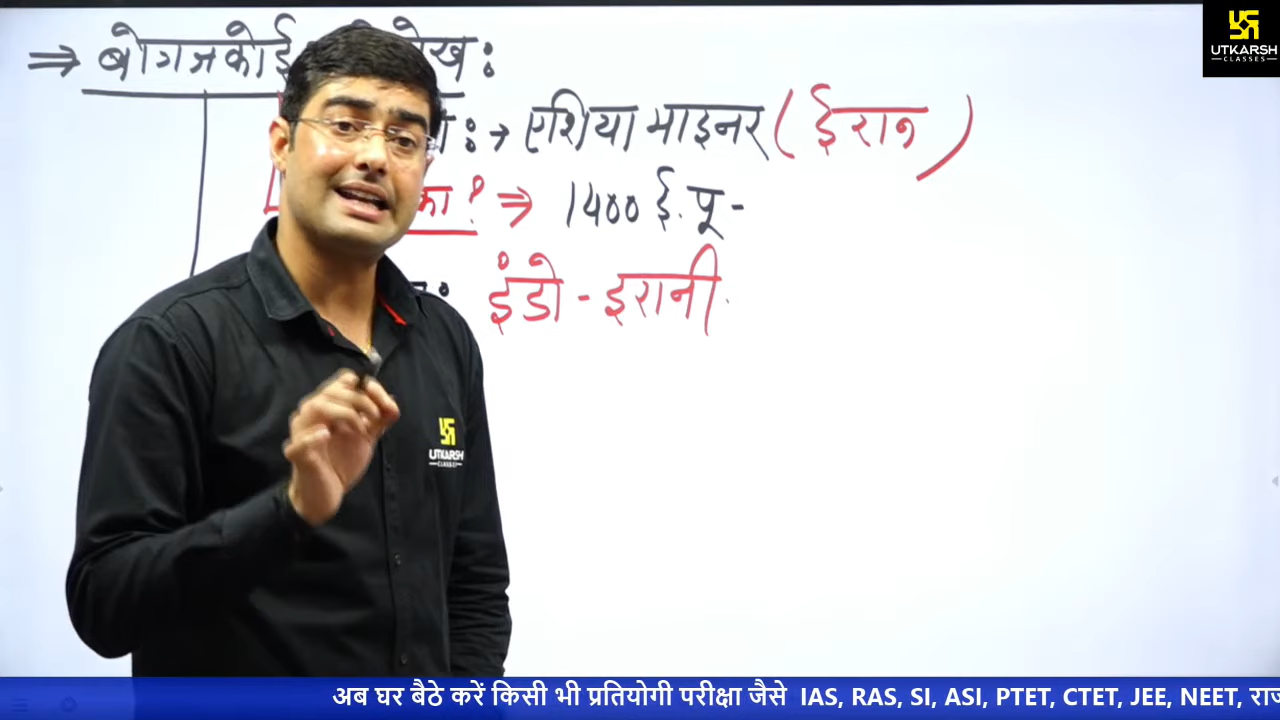 ⇒ बोगजकोई
एशिया माइनर (ईरान)
का? ⇒ 1400 ई. पू -
इंडो - इरानी
UTKARSH
CLASSES
UTKARSH
CLASSES
अब घर बैठे करें किसी भी प्रतियोगी परीक्षा जैसे IAS, RAS, SI, ASI, PTET, CTET, JEE, NEET,